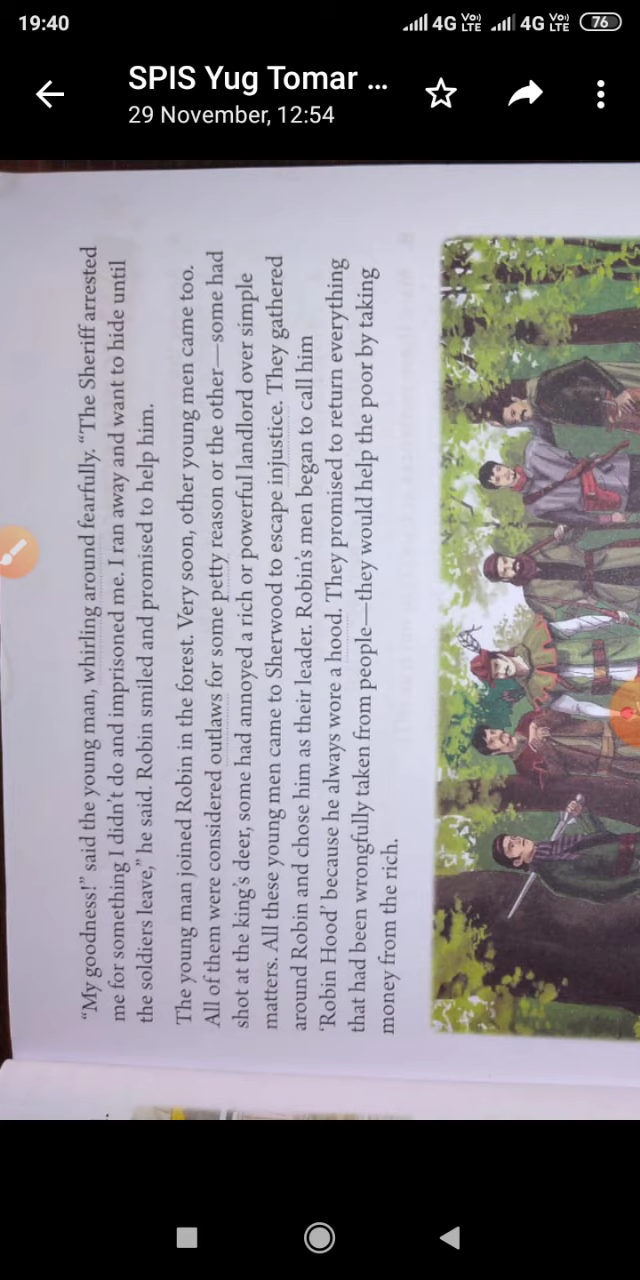 19:40
4G Vo) LTE 4G Vo) LTE 76
SPIS Yug Tomar ...
29 November, 12:54
“My goodness!” said the young man, whirling around fearfully. “The Sheriff arrested
me for something I didn’t do and imprisoned me. I ran away and want to hide until
the soldiers leave,” he said. Robin smiled and promised to help him.
The young man joined Robin in the forest. Very soon, other young men came too.
All of them were considered outlaws for some petty reason or the other—some had
shot at the king’s deer, some had annoyed a rich or powerful landlord over simple
matters. All these young men came to Sherwood to escape injustice. They gathered
around Robin and chose him as their leader. Robin’s men began to call him
‘Robin Hood’ because he always wore a hood. They promised to return everything
that had been wrongfully taken from people—they would help the poor by taking
money from the rich.